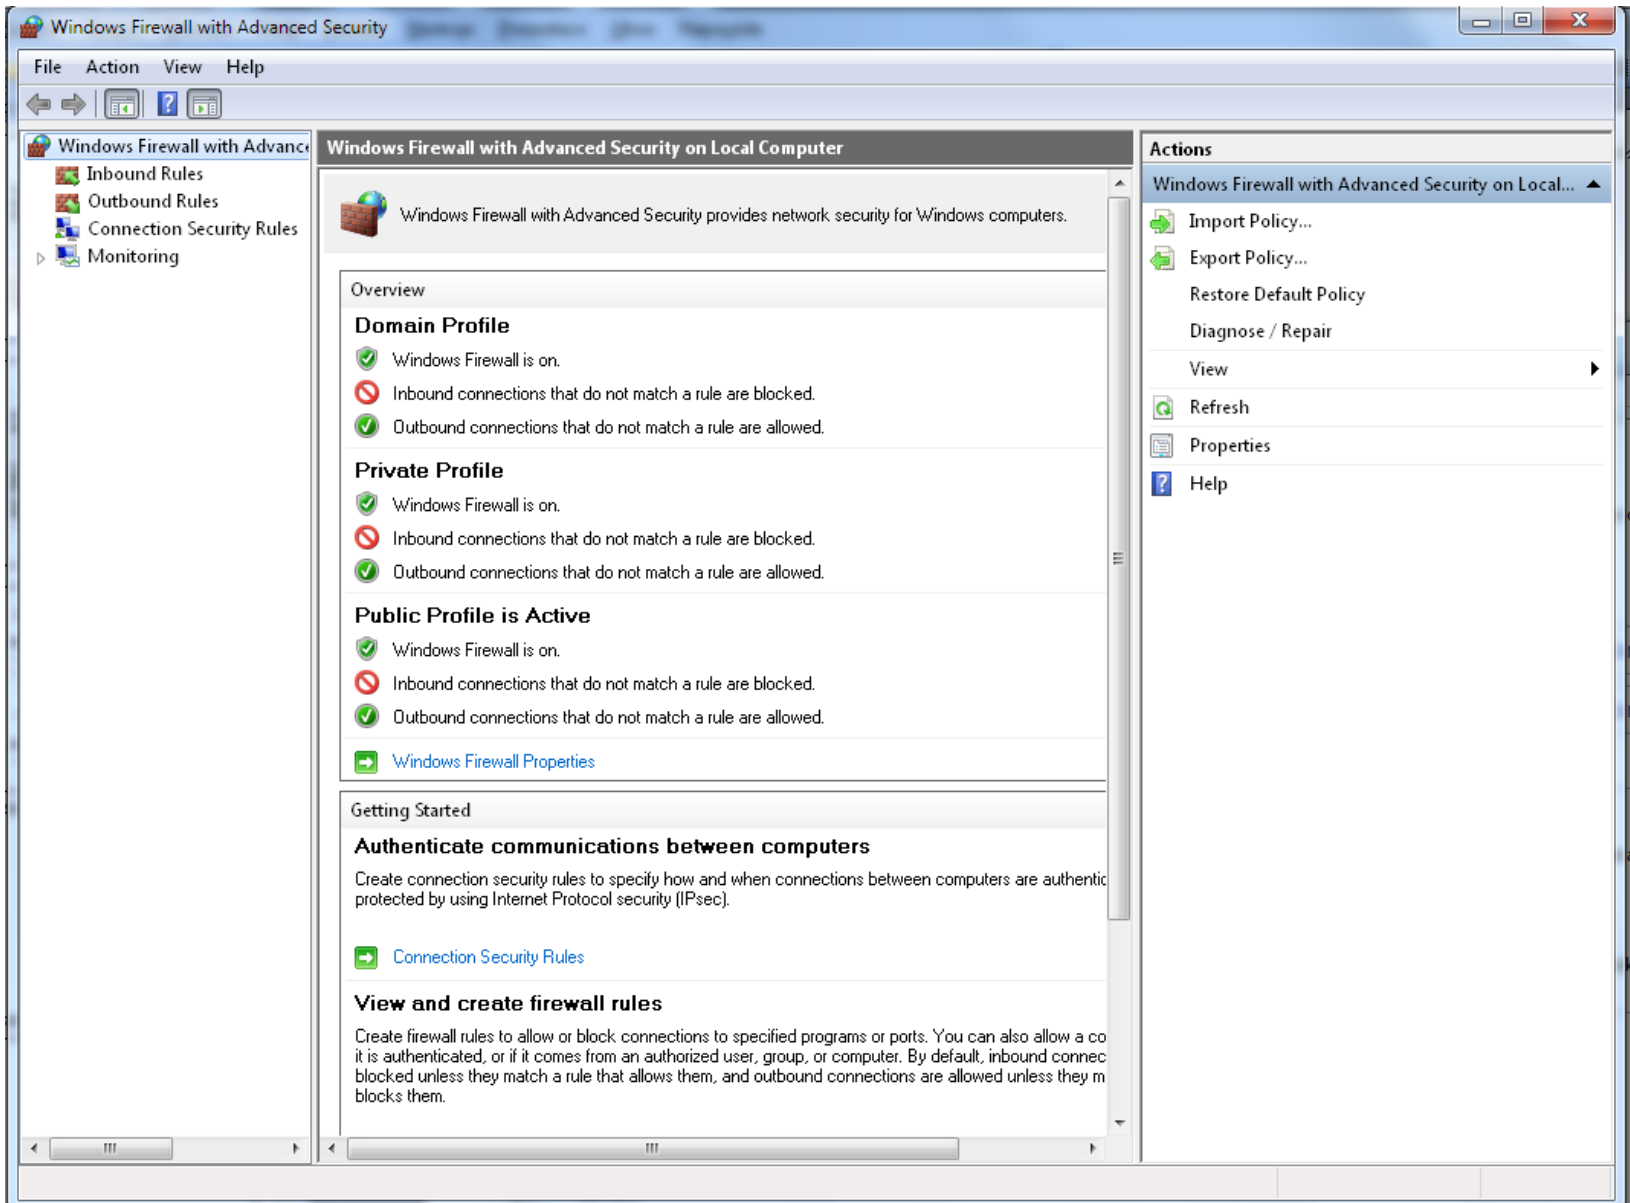 Windows Firewall with Advanced Security
File Action View Help
Windows Firewall with Advance
Inbound Rules
Outbound Rules
Connection Security Rules
Monitoring
Windows Firewall with Advanced Security on Local Computer
Windows Firewall with Advanced Security provides network security for Windows computers.
Overview
Domain Profile
Windows Firewall is on.
Inbound connections that do not match a rule are blocked.
Outbound connections that do not match a rule are allowed.
Private Profile
Windows Firewall is on.
Inbound connections that do not match a rule are blocked.
Outbound connections that do not match a rule are allowed.
Public Profile is Active
Windows Firewall is on.
Inbound connections that do not match a rule are blocked.
Outbound connections that do not match a rule are allowed.
Windows Firewall Properties
Getting Started
Authenticate communications between computers
Create connection security rules to specify how and when connections between computers are authentic
protected by using Internet Protocol security (IPsec).
Connection Security Rules
View and create firewall rules
Create firewall rules to allow or block connections to specified programs or ports. You can also allow a co
it is authenticated, or if it comes from an authorized user, group, or computer. By default, inbound connec
blocked unless they match a rule that allows them, and outbound connections are allowed unless they m
blocks them.
Actions
Windows Firewall with Advanced Security on Local...
Import Policy...
Export Policy...
Restore Default Policy
Diagnose / Repair
View
Refresh
Properties
Help